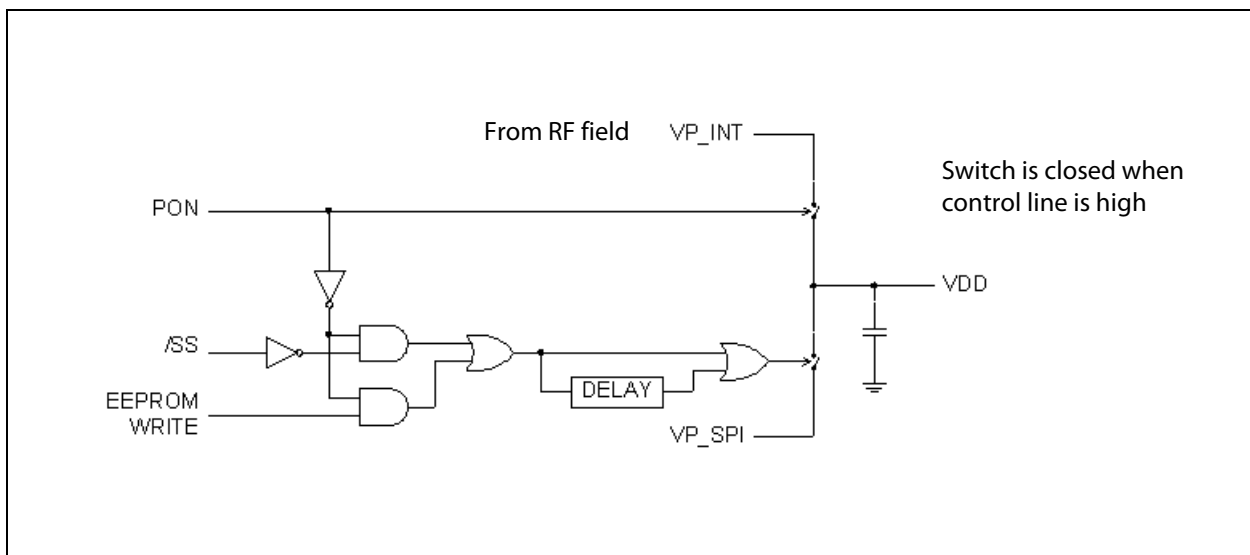 From RF field VP_INT
Switch is closed when
control line is high
PON
VDD
/SS
EEPROM
WRITE
DELAY
VP_SPI